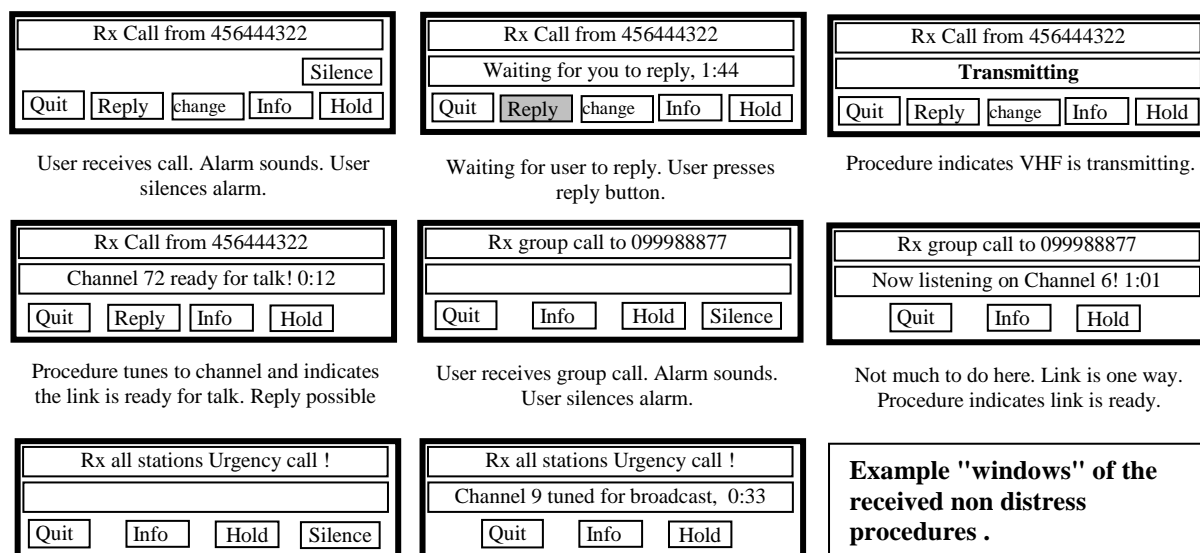 Rx Call from 456444322
Silence
Quit Reply change Info Hold
User receives call. Alarm sounds. User
silences alarm.
Rx Call from 456444322
Waiting for you to reply, 1:44
Quit Reply change Info Hold
Waiting for user to reply. User presses
reply button.
Rx Call from 456444322
Transmitting
Quit Reply change Info Hold
Procedure indicates VHF is transmitting.
Rx Call from 456444322
Channel 72 ready for talk! 0:12
Quit Reply Info Hold
Procedure tunes to channel and indicates
the link is ready for talk. Reply possible
Rx group call to 099988877
Quit Info Hold Silence
User receives group call. Alarm sounds.
User silences alarm.
Rx group call to 099988877
Now listening on Channel 6! 1:01
Quit Info Hold
Not much to do here. Link is one way.
Procedure indicates link is ready.
Rx all stations Urgency call !
Quit Info Hold Silence
Rx all stations Urgency call !
Channel 9 tuned for broadcast, 0:33
Quit Info Hold
Example "windows" of the
received non distress
procedures .